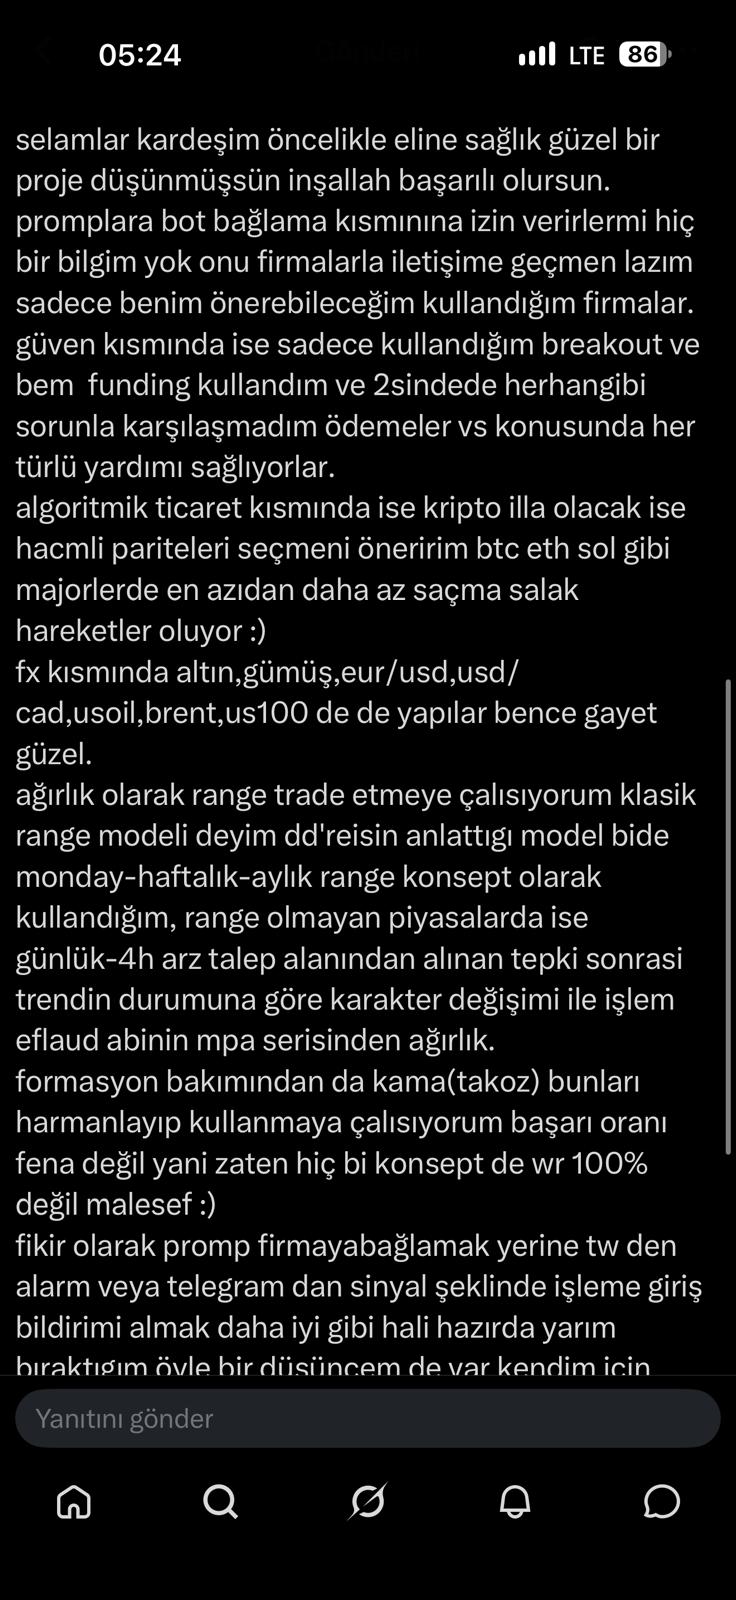 05:24
LTE
86
selamlar kardeşim öncelikle eline sağlık güzel bir
proje düşünmüşsün inşallah başarılı olursun.
promplara bot bağlama kısmınına izin verirlermi hiç
bir bilgim yok onu firmalarla iletişime geçmen lazım
sadece benim önerebileceğim kullandığım firmalar.
güven kısmında ise sadece kullandığım breakout ve
bem funding kullandım ve 2sindede herhangibi
sorunla karşılaşmadım ödemeler vs konusunda her
türlü yardımı sağlıyorlar.
algoritmik ticaret kısmında ise kripto illa olacak ise
hacmli pariteleri seçmeni öneririm btc eth sol gibi
majorlerde en azıdan daha az saçma salak
hareketler oluyor :)
fx kısmında altın,gümüş,eur/usd,usd/
cad,usoil,brent,us100 de de yapılar bence gayet
güzel.
ağırlık olarak range trade etmeye çalısıyorum klasik
range modeli deyim dd'reisin anlattıgı model bide
monday-haftalık-aylık range konsept olarak
kullandığım, range olmayan piyasalarda ise
günlük-4h arz talep alanından alınan tepki sonrasi
trendin durumuna göre karakter değişimi ile işlem
eflaud abinin mpa serisinden ağırlık.
formasyon bakımından da kama(takoz) bunları
harmanlayıp kullanmaya çalısıyorum başarı oranı
fena değil yani zaten hiç bi konsept de wr 100%
değil malesef :)
fikir olarak promp firmayabağlamak yerine tw den
alarm veya telegram dan sinyal şeklinde işleme giriş
bildirimi almak daha iyi gibi hali hazırda yarım
bıraktıgım öyle bir düşüncem de var kendim için
Yanıtını gönder